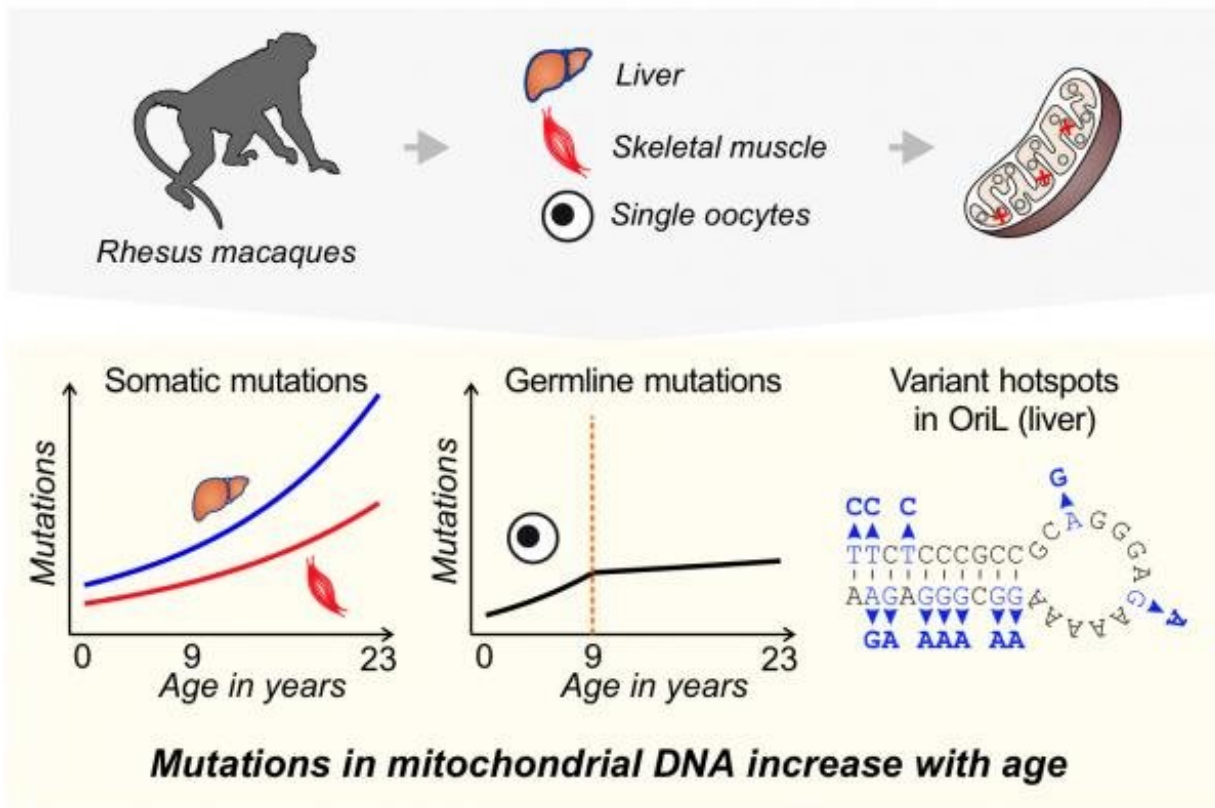 Rhesus macaques
Liver
Skeletal muscle
Single oocytes
Somatic mutations
Mutations
0 9 23
Age in years
Germline mutations
Mutations
0 9 23
Age in years
Variant hotspots
in OriL (liver)
G
CC C
TTCTCCCGCC
GCAGGGAGAAAAA
A
AAGAGGGCGG
GA AAA AA
Mutations in mitochondrial DNA increase with age